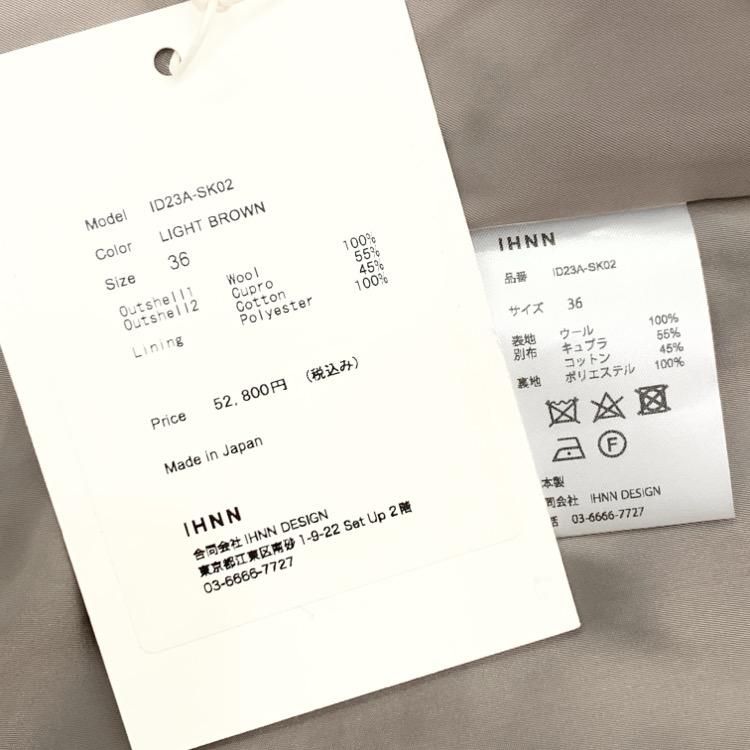 Model ID23A-SK02
Color LIGHT BROWN
Size 36
Outshell1 Wool 100%
Outshell2 Cupro 55%
Cotton 45%
Lining Polyester 100%
Price 52,800円 (税込み)
Made in Japan
IHNN
合同会社 IHNN DESIGN
東京都江東区南砂 1-9-22 Set Up 2階
03-6666-7727
IHNN
品番 ID23A-SK02
サイズ 36
表地 ウール 100%
別布 キュプラ 55%
コットン 45%
裏地 ポリエステル 100%
F
本製
同会社 IHNN DESIGN
話 03-6666-7727